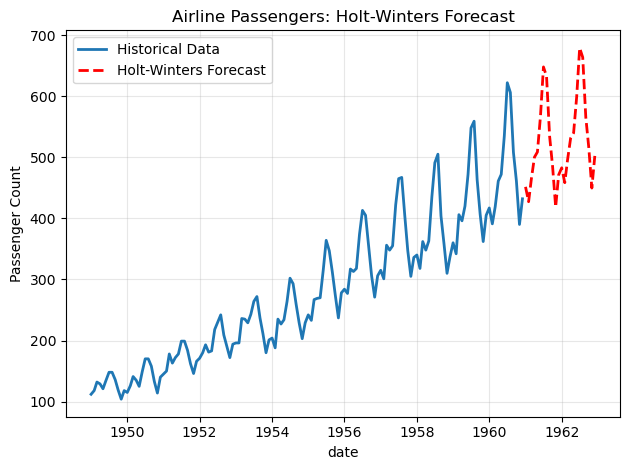 Airline Passengers: Holt-Winters Forecast
Historical Data
Holt-Winters Forecast
Passenger Count
700
600
500
400
300
200
100
1950
1952
1954
1956
1958
1960
1962
date